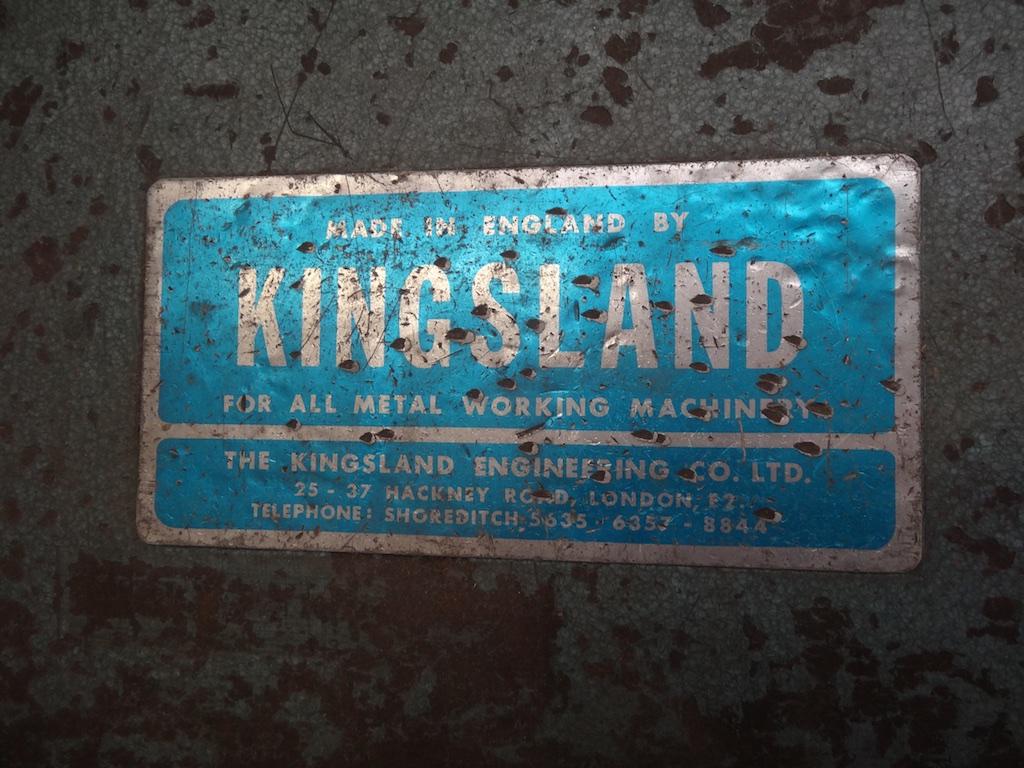 MADE IN ENGLAND BY
KINGSLAND
FOR ALL METAL WORKING MACHINERY
THE KINGSLAND ENGINEERING CO. LTD.
25 - 37 HACKNEY ROAD, LONDON, E2.
TELEPHONE: SHOREDITCH 5635 - 6353 - 8844